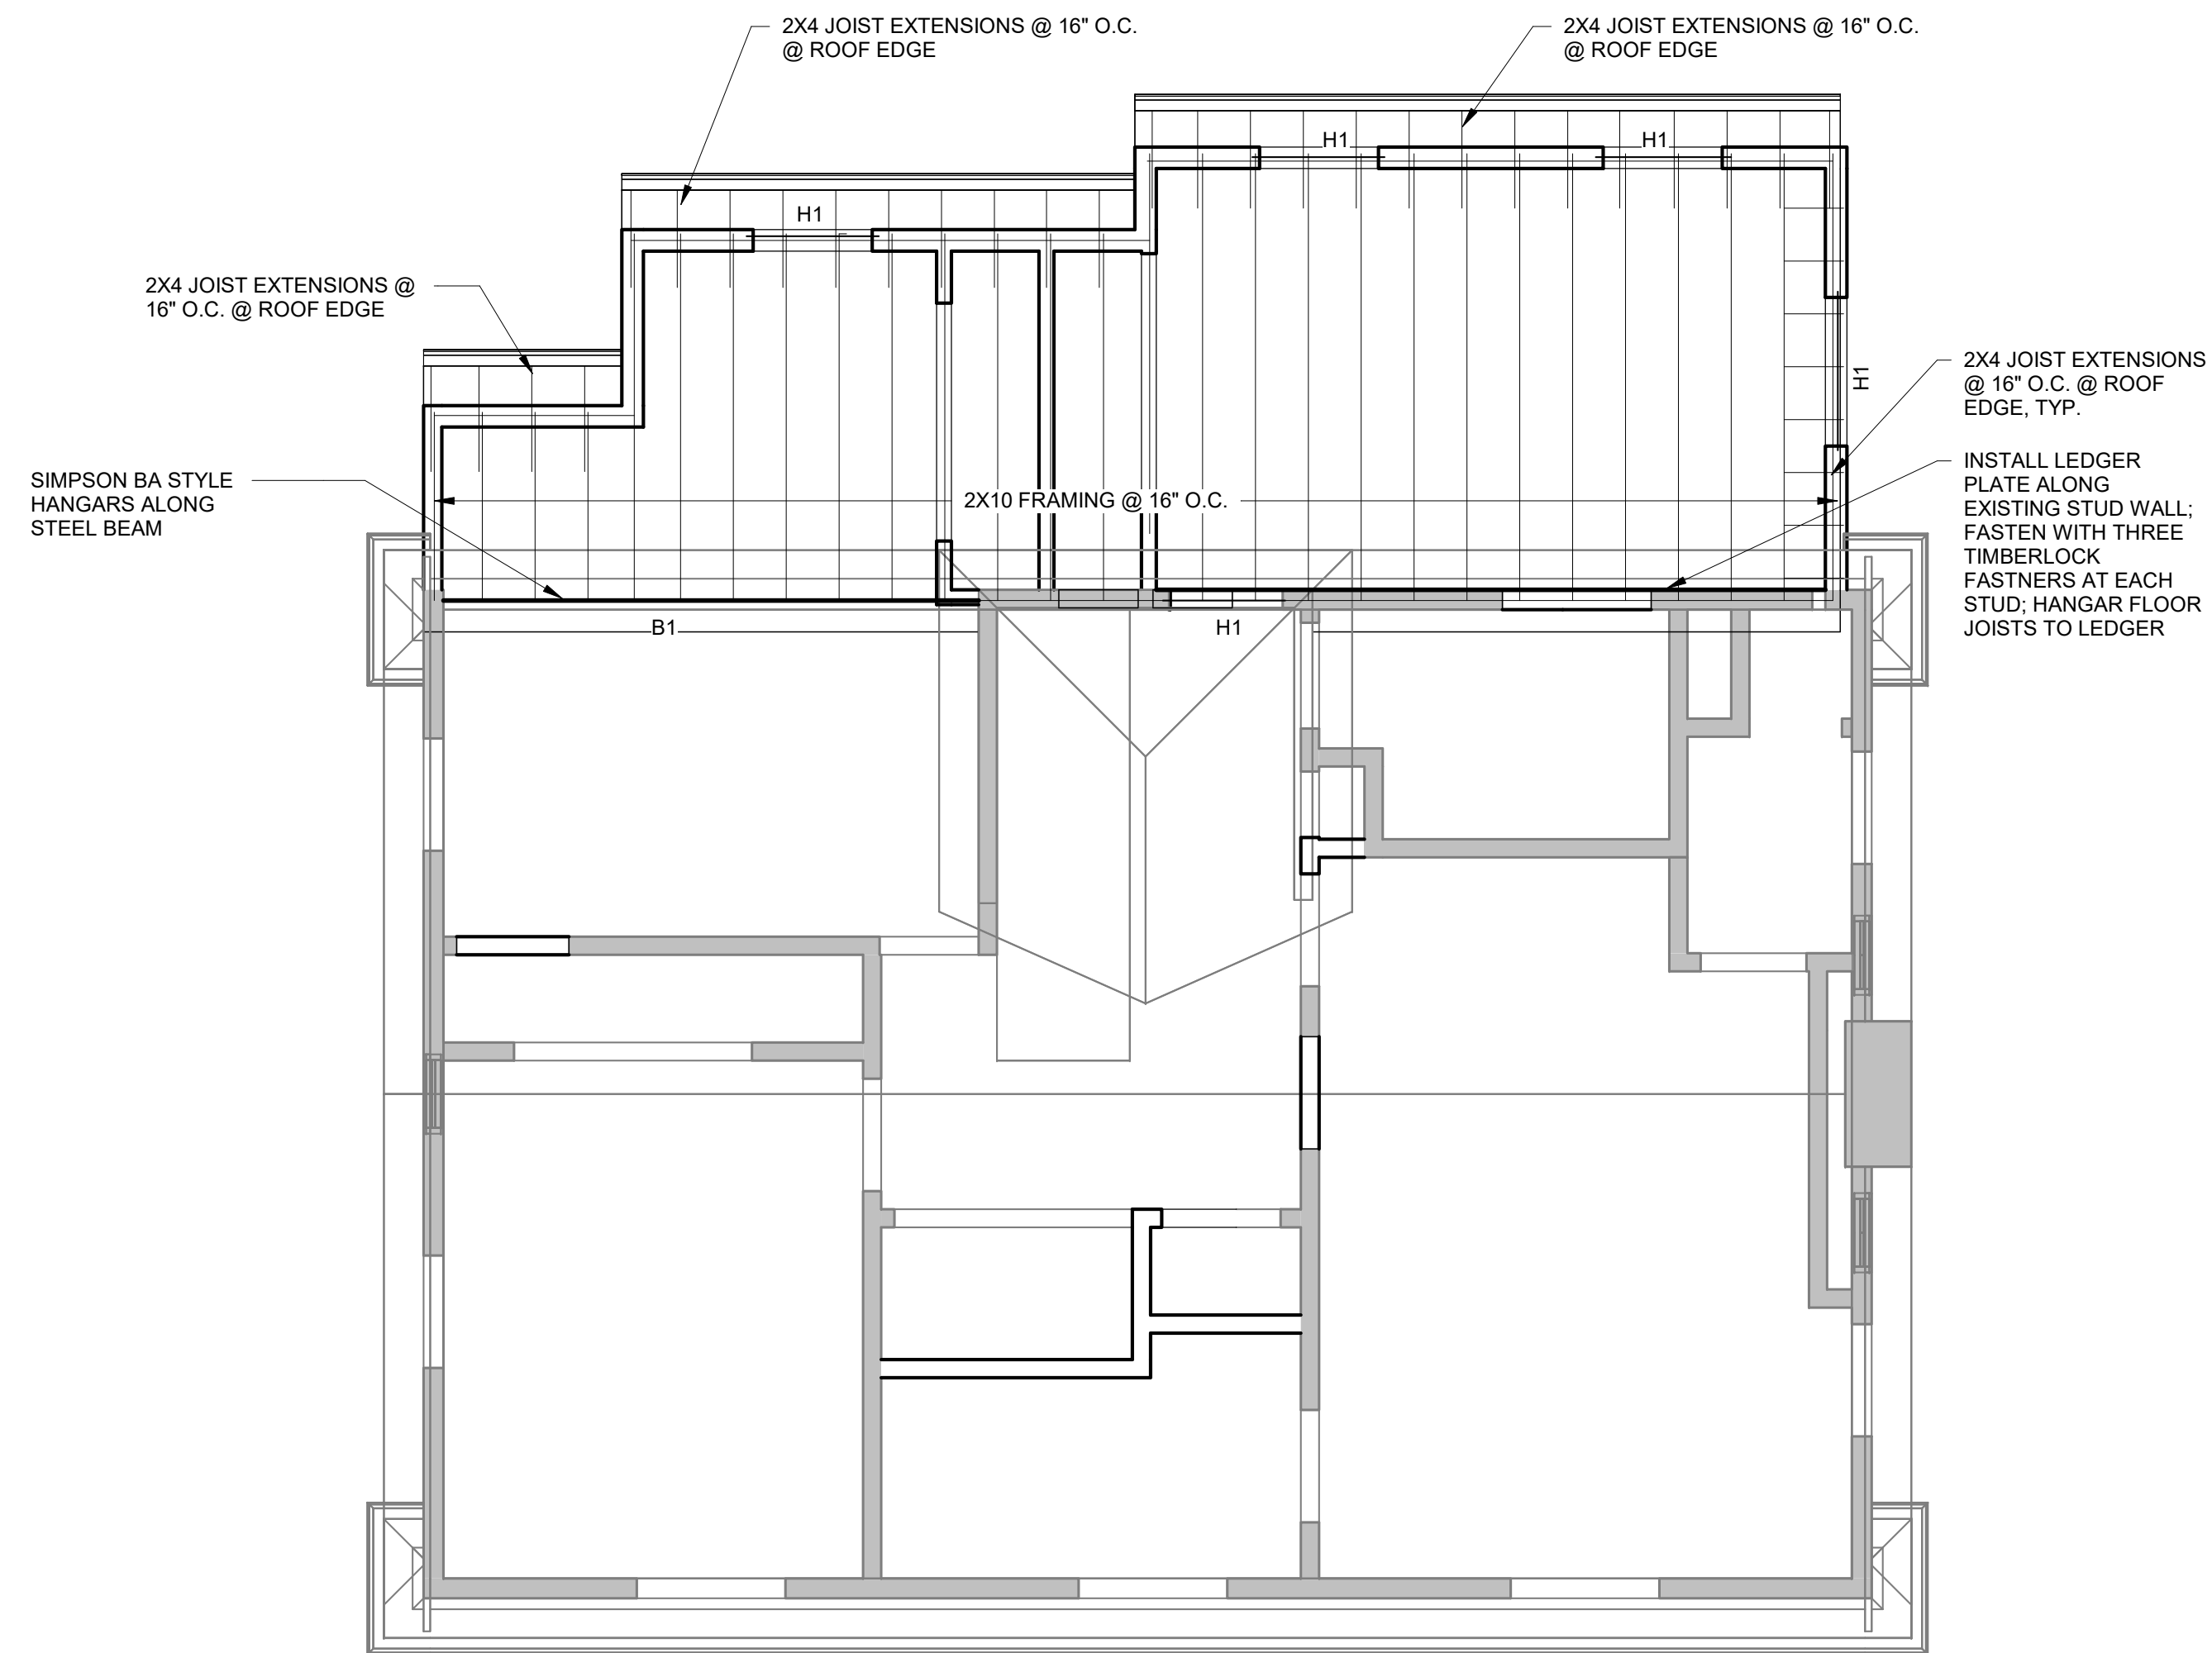 2X4 JOIST EXTENSIONS @ 16" O.C.
@ ROOF EDGE
2X4 JOIST EXTENSIONS @ 16" O.C.
@ ROOF EDGE
H1
H1
H1
2X4 JOIST EXTENSIONS @
16" O.C. @ ROOF EDGE
H1
2X4 JOIST EXTENSIONS
@ 16" O.C. @ ROOF
EDGE, TYP.
SIMPSON BA STYLE
HANGARS ALONG
STEEL BEAM
2X10 FRAMING @ 16" O.C.
INSTALL LEDGER
PLATE ALONG
EXISTING STUD WALL;
FASTEN WITH THREE
TIMBERLOCK
FASTNERS AT EACH
STUD; HANGAR FLOOR
JOISTS TO LEDGER
B1
H1